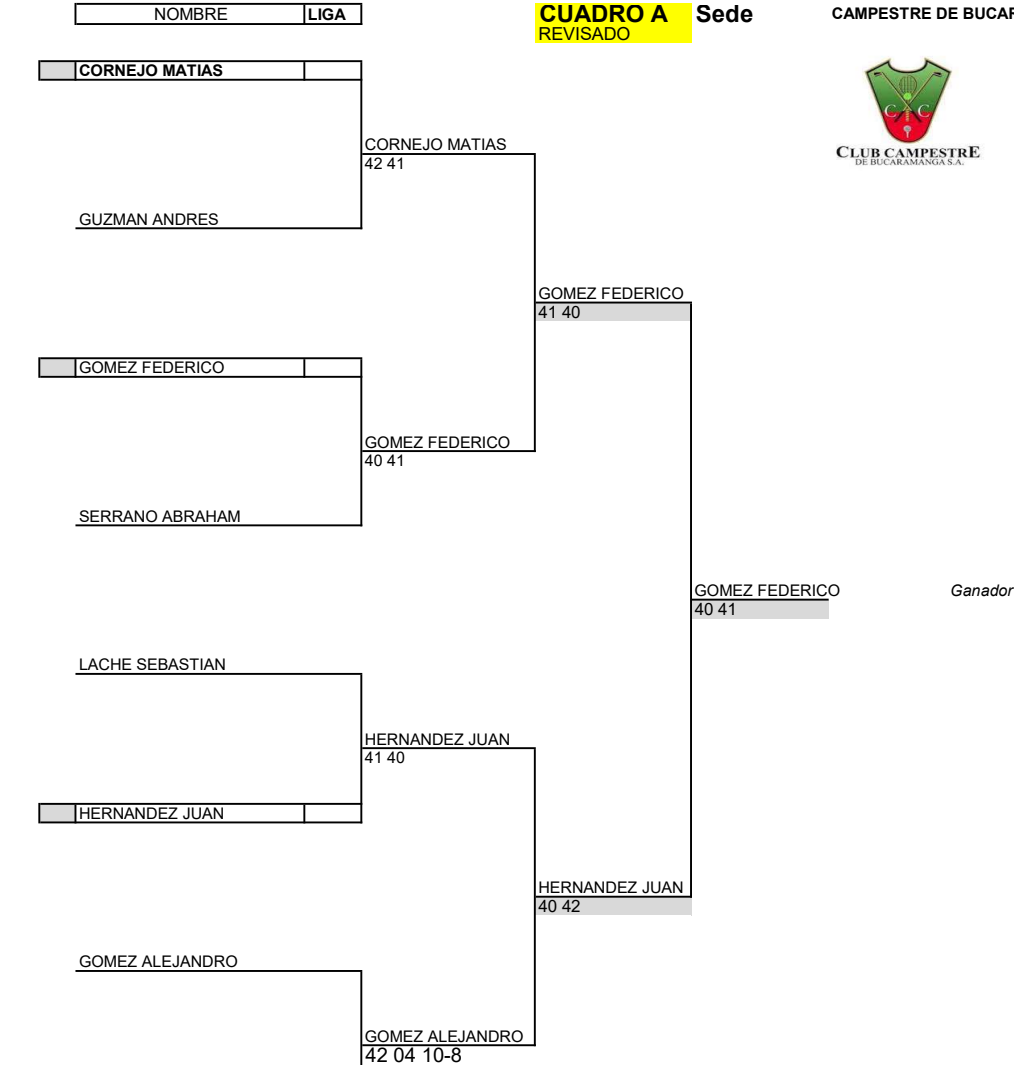 NOMBRE LIGA CUADRO A Sede CAMPESTRE DE BUCAR
REVISADO
CORNEJO MATIAS
C C
CORNEJO MATIAS
42 41
CLUB CAMPESTRE
DE BUCARAMANGA S.A.
GUZMAN ANDRES
GOMEZ FEDERICO
41 40
GOMEZ FEDERICO
GOMEZ FEDERICO
40 41
SERRANO ABRAHAM
GOMEZ FEDERICO Ganador
40 41
LACHE SEBASTIAN
HERNANDEZ JUAN
41 40
HERNANDEZ JUAN
HERNANDEZ JUAN
40 42
GOMEZ ALEJANDRO
GOMEZ ALEJANDRO
42 04 10-8